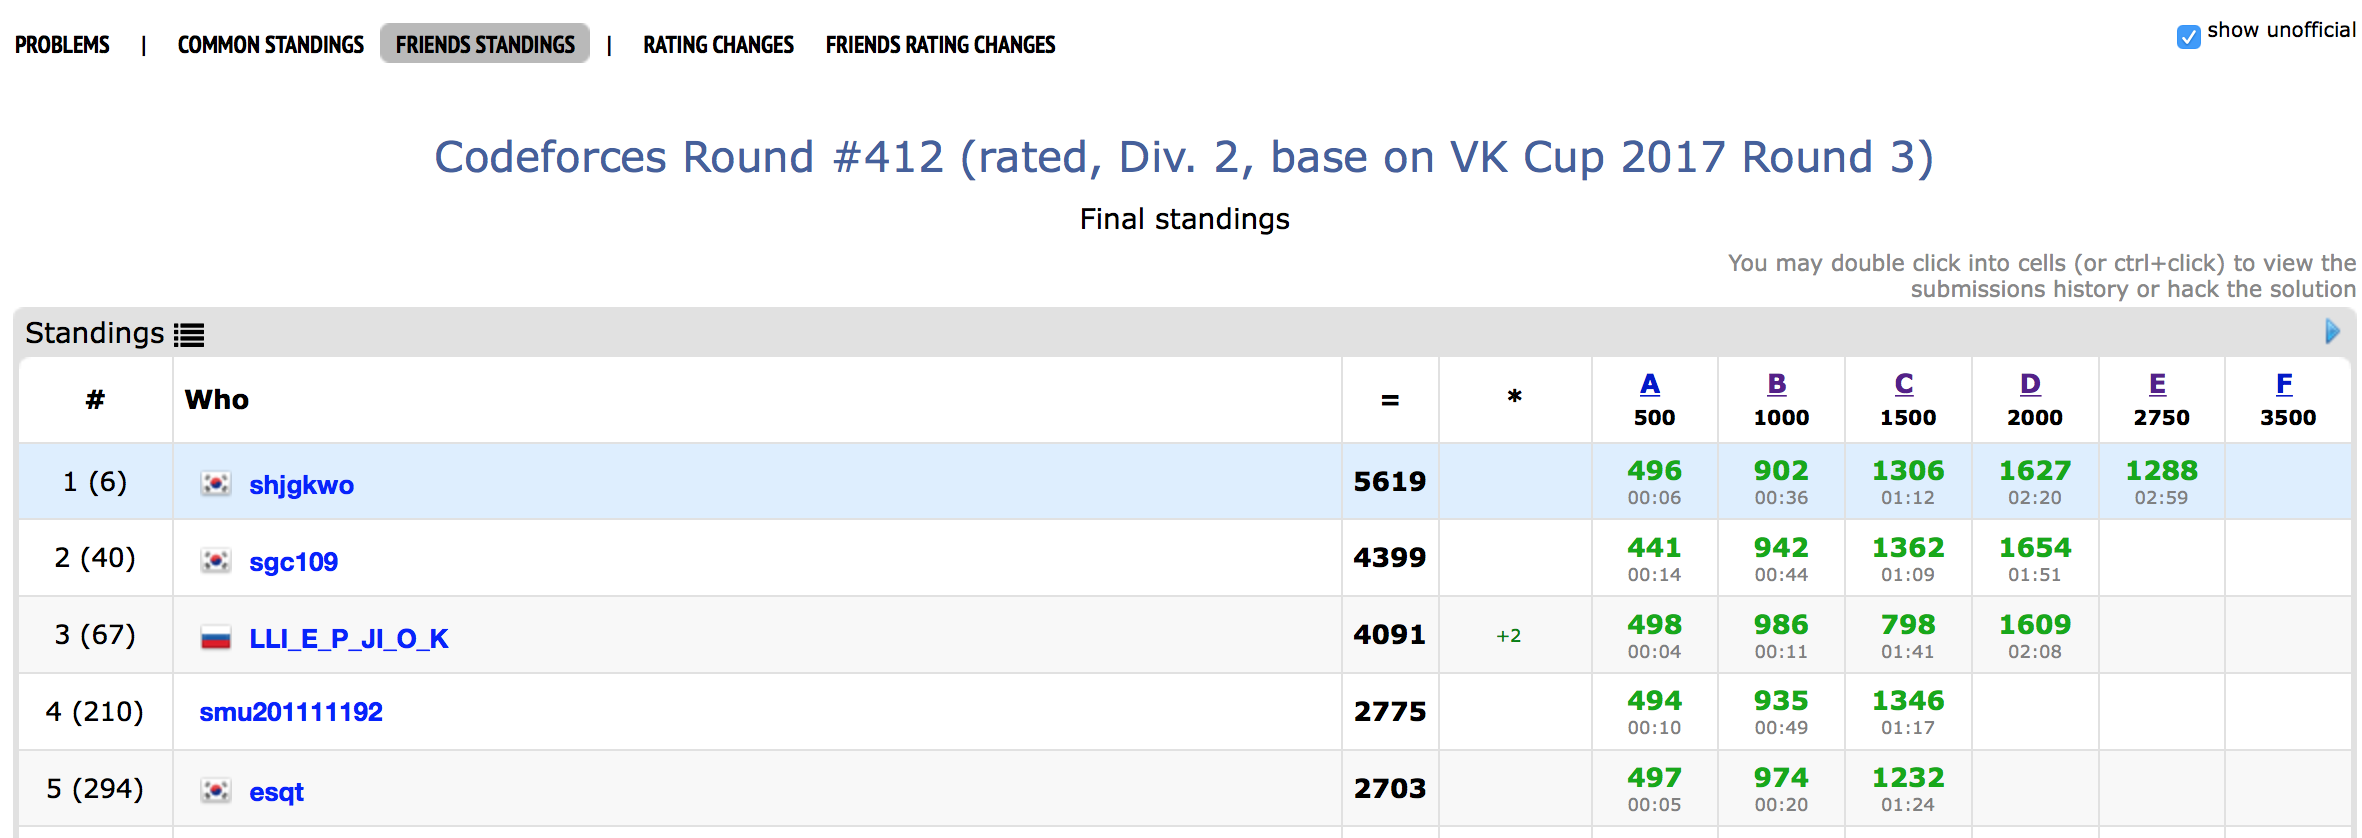 PROBLEMS | COMMON STANDINGS FRIENDS STANDINGS | RATING CHANGES FRIENDS RATING CHANGES
show unofficial
Codeforces Round #412 (rated, Div. 2, base on VK Cup 2017 Round 3)
Final standings
You may double click into cells (or ctrl+click) to view the
submissions history or hack the solution
Standings
# Who = * A B C D E F
500 1000 1500 2000 2750 3500
1 (6) shjgkwo 5619 496 902 1306 1627 1288
00:06 00:36 01:12 02:20 02:59
2 (40) sgc109 4399 441 942 1362 1654
00:14 00:44 01:09 01:51
3 (67) LLI_E_P_JI_O_K 4091 +2 498 986 798 1609
00:04 00:11 01:41 02:08
4 (210) smu201111192 2775 494 935 1346
00:10 00:49 01:17
5 (294) esqt 2703 497 974 1232
00:05 00:20 01:24